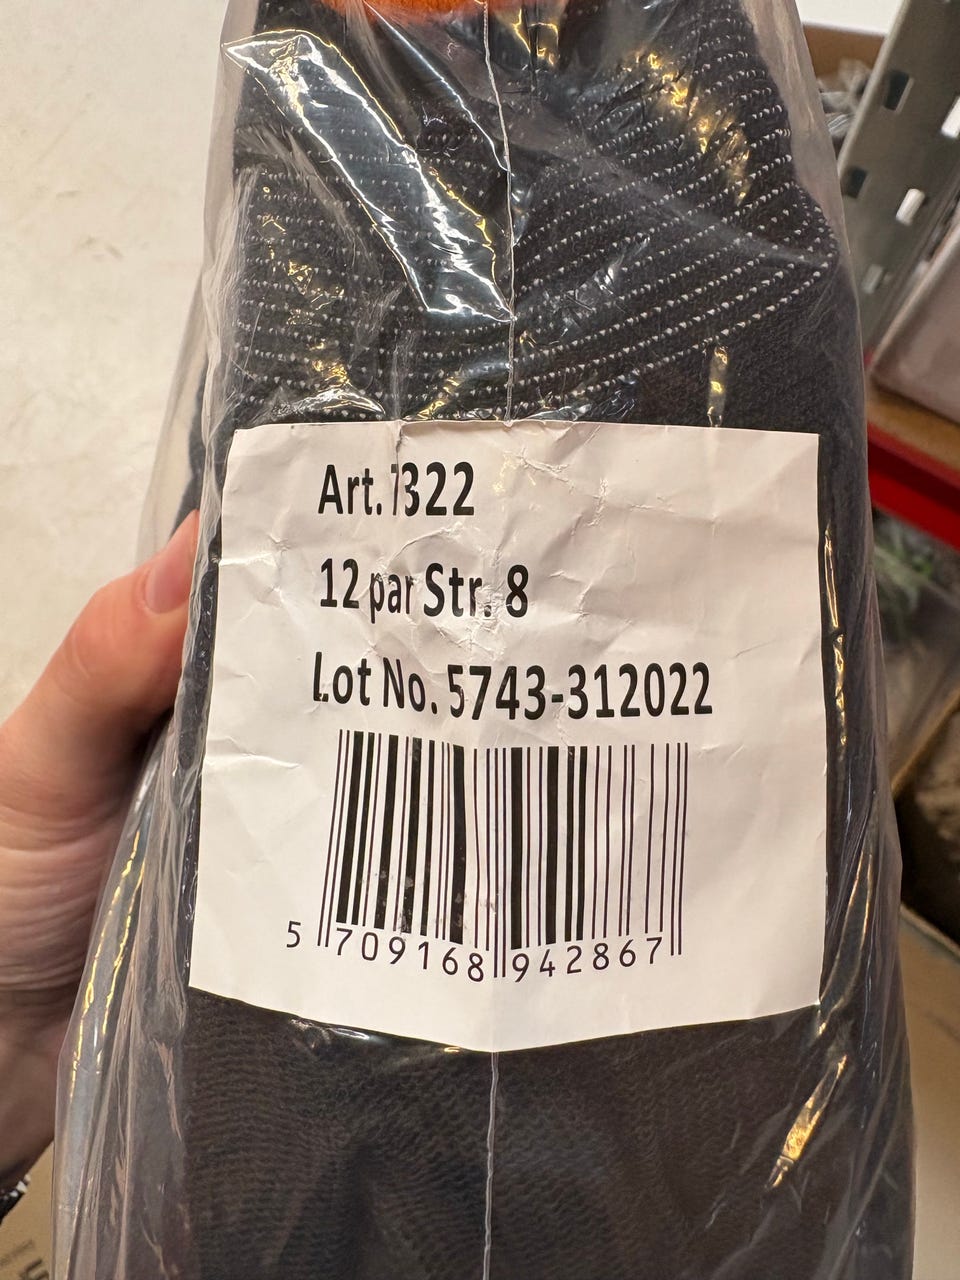 Art. 7322
12 par Str. 8
Lot No. 5743-312022
5 709168 942867